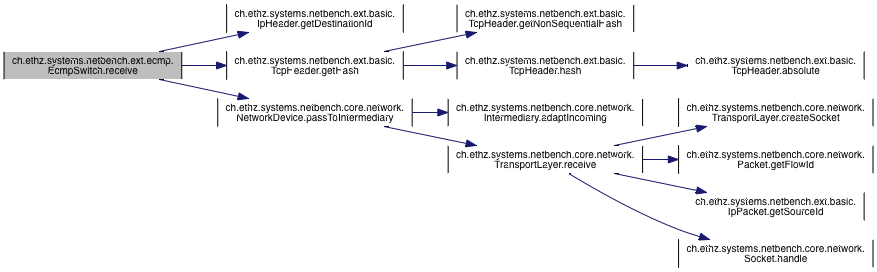 ch.ethz.systems.netbench.ext.ecmp.
EcmpSwitch.receive
ch.ethz.systems.netbench.ext.basic.
IpHeader.getDestinationId
ch.ethz.systems.netbench.ext.basic.
TcpHeader.getHash
ch.ethz.systems.netbench.core.network.
NetworkDevice.passToIntermediary
ch.ethz.systems.netbench.ext.basic.
TcpHeader.getNonSequentialHash
ch.ethz.systems.netbench.ext.basic.
TcpHeader.hash
ch.ethz.systems.netbench.core.network.
Intermediary.adaptIncoming
ch.ethz.systems.netbench.core.network.
TransportLayer.receive
ch.ethz.systems.netbench.ext.basic.
TcpHeader.absolute
ch.ethz.systems.netbench.core.network.
TransportLayer.createSocket
ch.ethz.systems.netbench.core.network.
Packet.getFlowId
ch.ethz.systems.netbench.ext.basic.
IpPacket.getSourceId
ch.ethz.systems.netbench.core.network.
Socket.handle